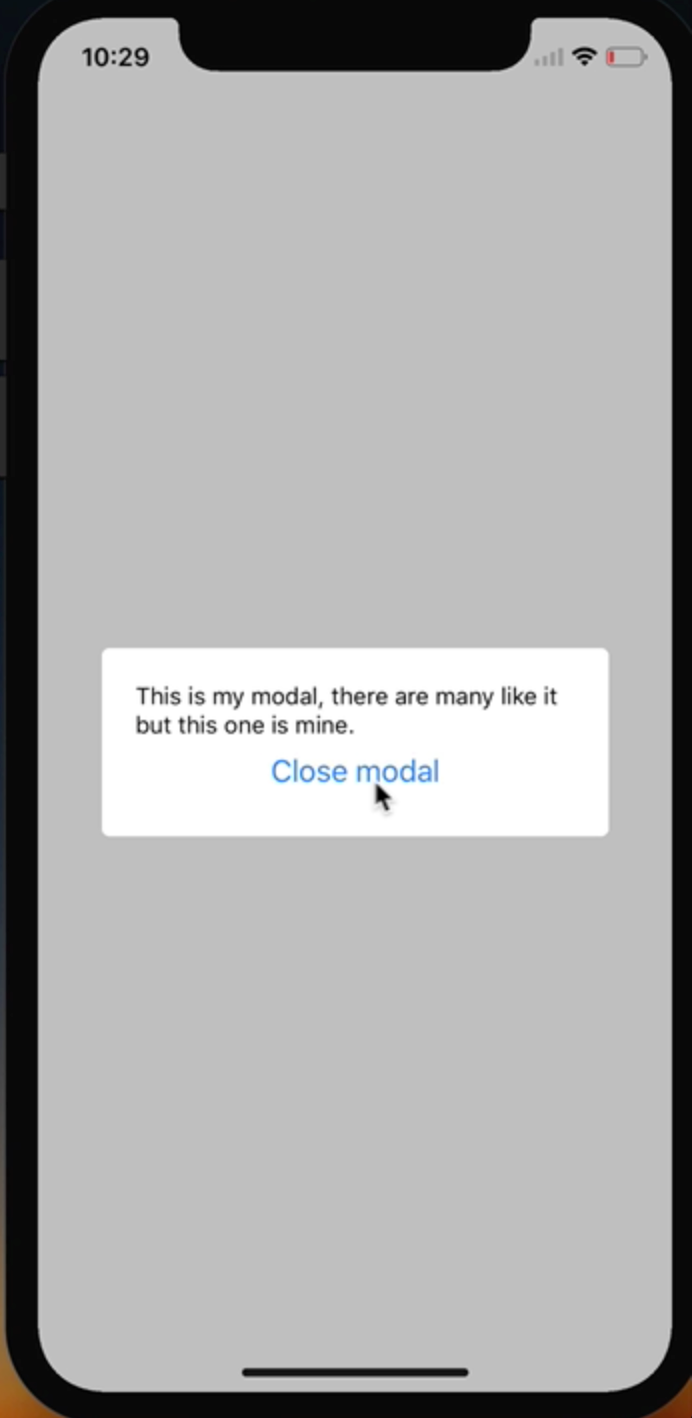 10:29
This is my modal, there are many like it
but this one is mine.
Close modal